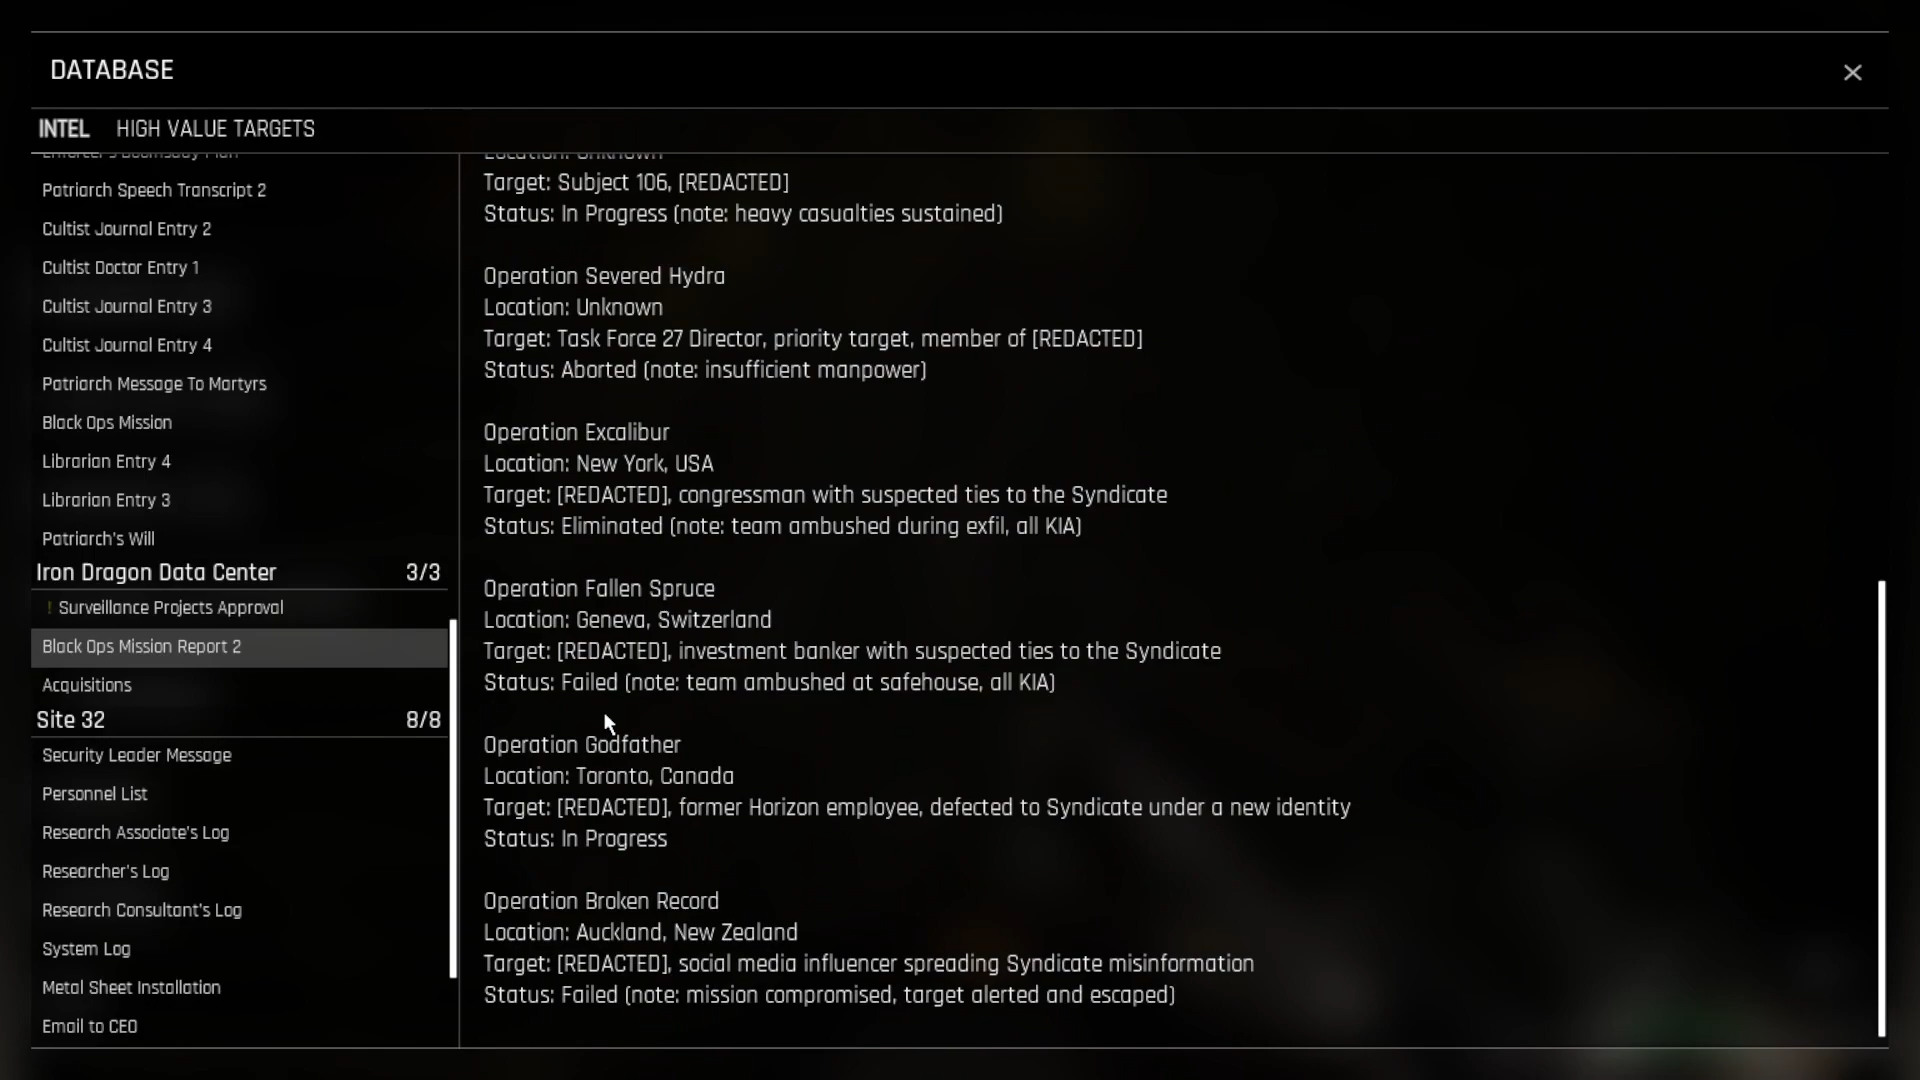 DATABASE
INTEL
HIGH VALUE TARGETS
Enforcer's Doomsday Plan
Patriarch Speech Transcript 2
Cultist Journal Entry 2
Cultist Doctor Entry 1
Cultist Journal Entry 3
Cultist Journal Entry 4
Patriarch Message To Martyrs
Black Ops Mission
Librarian Entry 4
Librarian Entry 3
Patriarch's Will
Iron Dragon Data Center 3/3
! Surveillance Projects Approval
Black Ops Mission Report 2
Acquisitions
Site 32 8/8
Security Leader Message
Personnel List
Research Associate's Log
Researcher's Log
Research Consultant's Log
System Log
Metal Sheet Installation
Email to CEO
Location: Unknown
Target: Subject 106, [REDACTED]
Status: In Progress (note: heavy casualties sustained)
Operation Severed Hydra
Location: Unknown
Target: Task Force 27 Director, priority target, member of [REDACTED]
Status: Aborted (note: insufficient manpower)
Operation Excalibur
Location: New York, USA
Target: [REDACTED], congressman with suspected ties to the Syndicate
Status: Eliminated (note: team ambushed during exfil, all KIA)
Operation Fallen Spruce
Location: Geneva, Switzerland
Target: [REDACTED], investment banker with suspected ties to the Syndicate
Status: Failed (note: team ambushed at safehouse, all KIA)
Operation Godfather
Location: Toronto, Canada
Target: [REDACTED], former Horizon employee, defected to Syndicate under a new identity
Status: In Progress
Operation Broken Record
Location: Auckland, New Zealand
Target: [REDACTED], social media influencer spreading Syndicate misinformation
Status: Failed (note: mission compromised, target alerted and escaped)